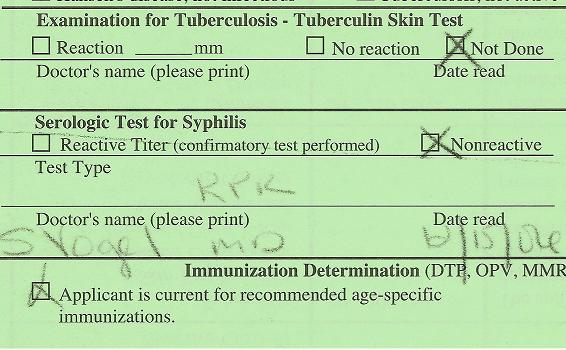 Examination for Tuberculosis - Tuberculin Skin Test
Reaction ______mm No reaction Not Done
Doctor's name (please print) Date read
Serologic Test for Syphilis
Reactive Titer (confirmatory test performed) Nonreactive
Test Type
RPR
Doctor's name (please print) Date read
S Vogel MD 12/15/06
Immunization Determination (DTP, OPV, MMR
Applicant is current for recommended age-specific
immunizations.